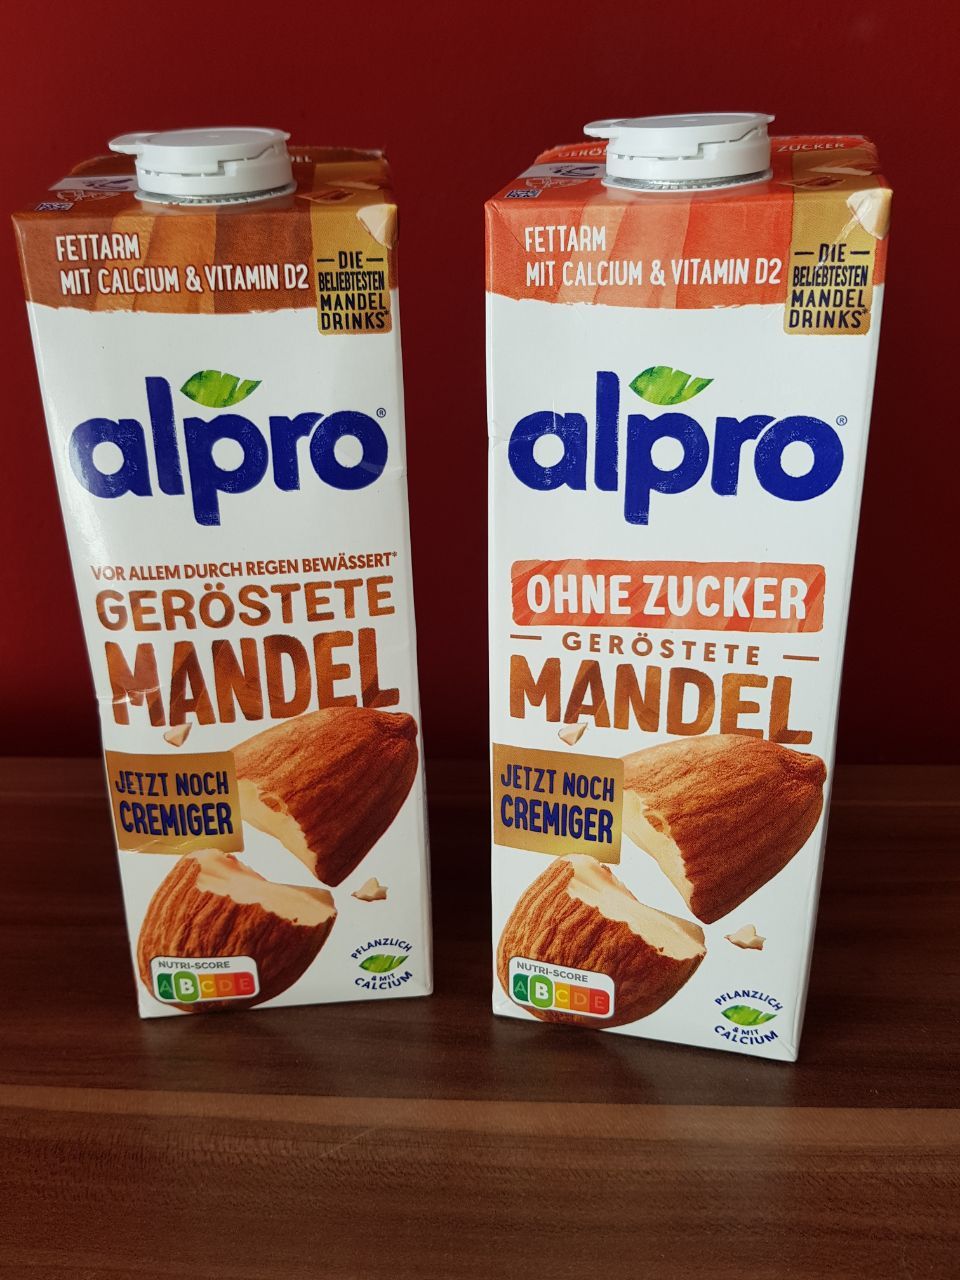 DEL
FETTARM
MIT CALCIUM & VITAMIN D2
DIE
BELIEBTESTEN
MANDEL
DRINKS*
alpro®
VOR ALLEM DURCH REGEN BEWÄSSERT*
GERÖSTETE
MANDEL
JETZT NOCH
CREMIGER
NUTRI-SCORE
A B C D E
PFLANZLICH
& MIT
CALCIUM
ZUCKER
FETTARM
MIT CALCIUM & VITAMIN D2
DIE
BELIEBTESTEN
MANDEL
DRINKS*
alpro®
OHNE ZUCKER
GERÖSTETE
MANDEL
JETZT NOCH
CREMIGER
NUTRI-SCORE
A B C D E
PFLANZLICH
& MIT
CALCIUM